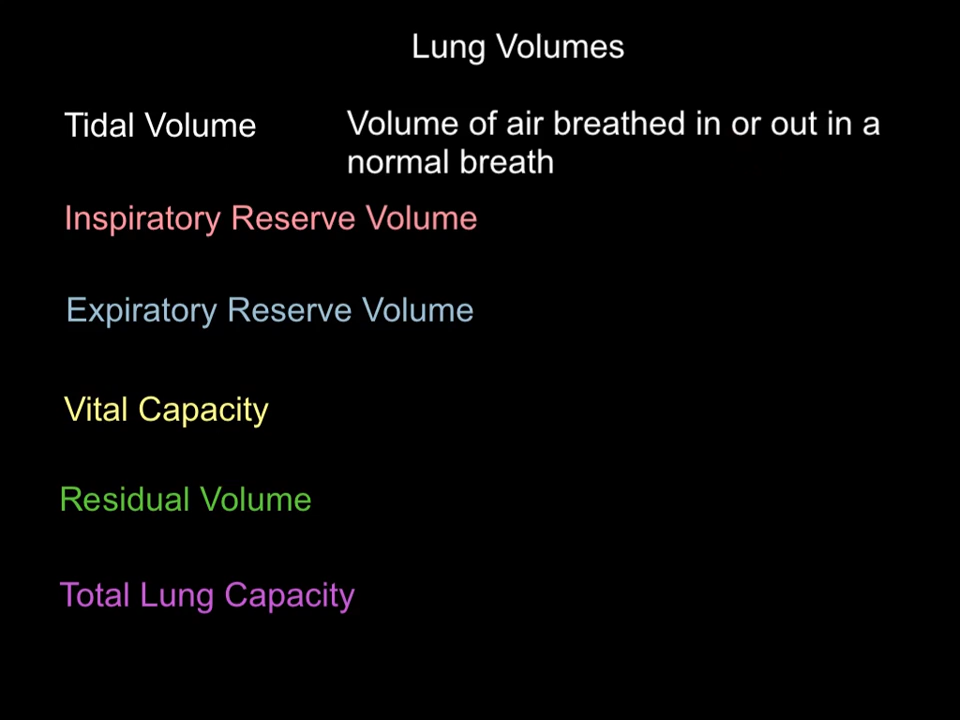 Lung Volumes
Tidal Volume
Volume of air breathed in or out in a
normal breath
Inspiratory Reserve Volume
Expiratory Reserve Volume
Vital Capacity
Residual Volume
Total Lung Capacity